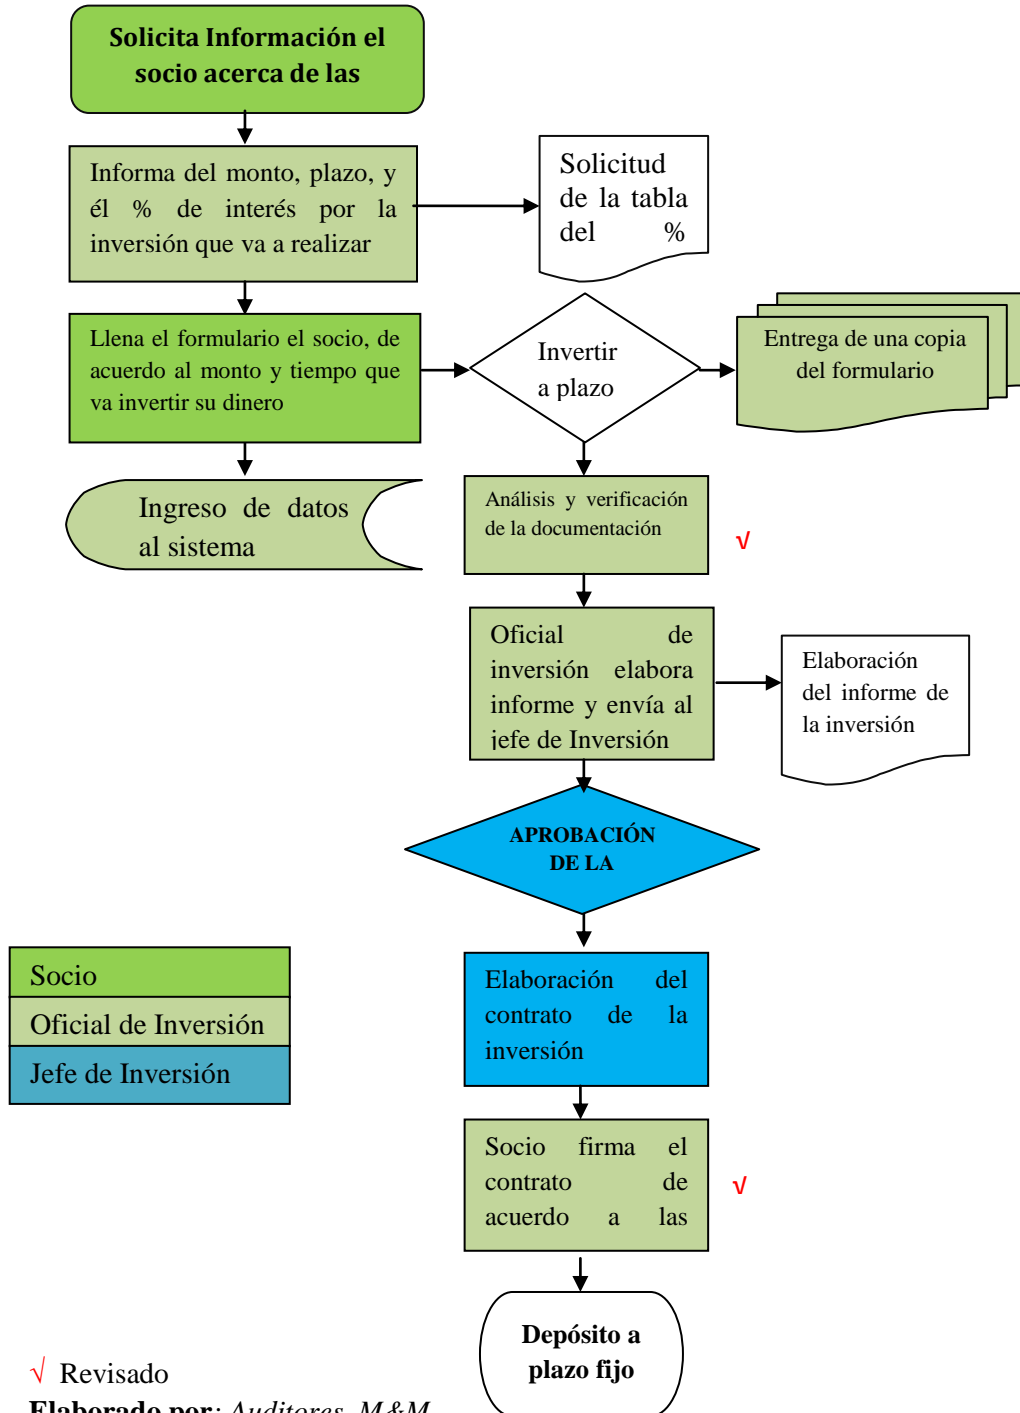 Solicita Información el
socio acerca de las
Informa del monto, plazo, y
él % de interés por la
inversión que va a realizar
Solicitud
de la tabla
del %
Llena el formulario el socio, de
acuerdo al monto y tiempo que
va invertir su dinero
Invertir
a plazo
Entrega de una copia
del formulario
Ingreso de datos
al sistema
Análisis y verificación
de la documentación
√
Oficial de
inversión elabora
informe y envía al
jefe de Inversión
Elaboración
del informe de
la inversión
APROBACIÓN
DE LA
Socio
Oficial de Inversión
Jefe de Inversión
Elaboración del
contrato de la
inversión
Socio firma el
contrato de
acuerdo a las
√
Depósito a
plazo fijo
√ Revisado
Elaborado por: Auditores M&M